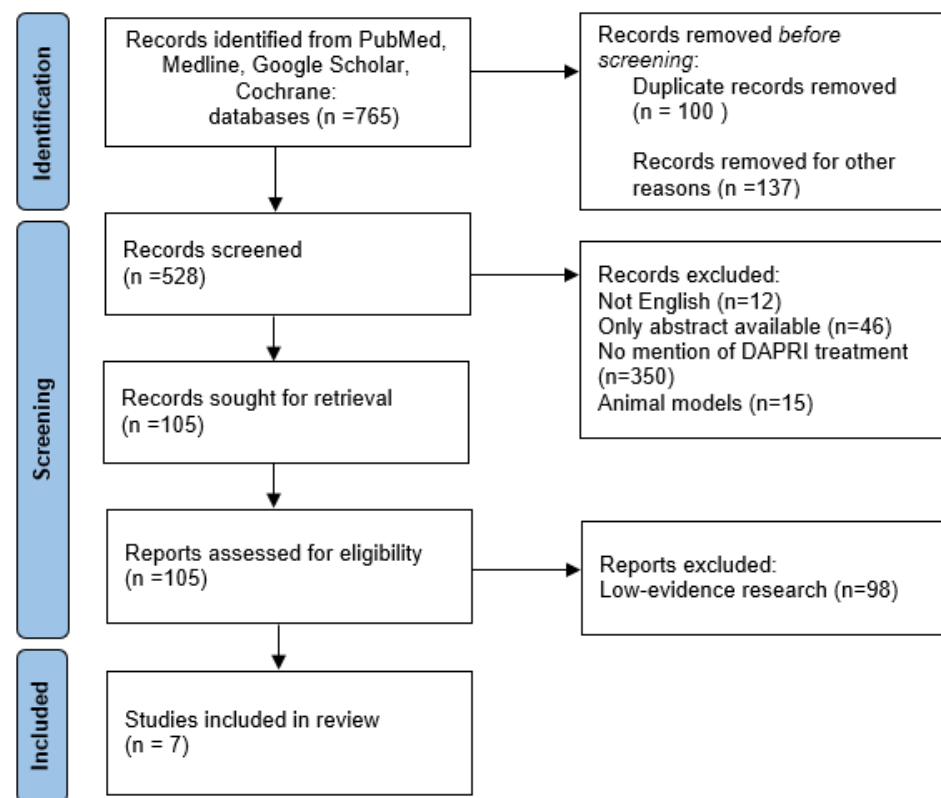 Identification
Records identified from PubMed,
Medline, Google Scholar,
Cochrane:
databases (n =765)
Records removed before
screening:
Duplicate records removed
(n = 100 )
Records removed for other
reasons (n =137)
Screening
Records screened
(n =528)
Records excluded:
Not English (n=12)
Only abstract available (n=46)
No mention of DAPRI treatment
(n=350)
Animal models (n=15)
Records sought for retrieval
(n =105)
Reports assessed for eligibility
(n =105)
Reports excluded:
Low-evidence research (n=98)
Included
Studies included in review
(n = 7)